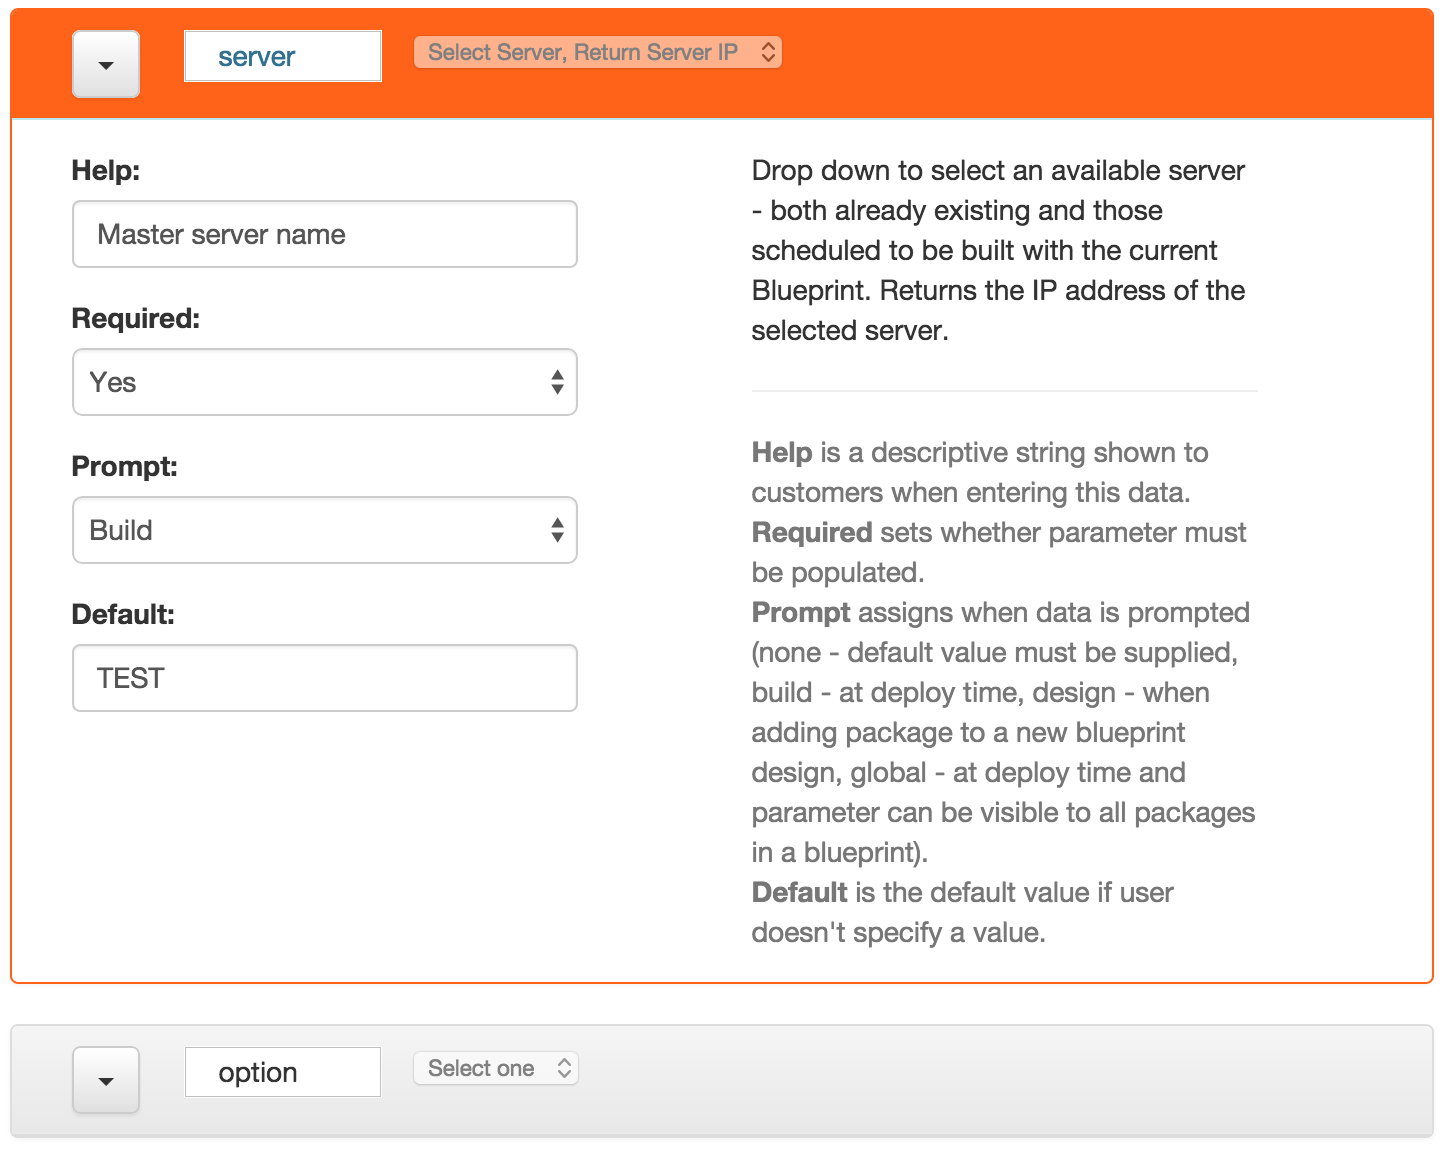 server
Select Server, Return Server IP
Help:
Master server name
Required:
Yes
Prompt:
Build
Default:
TEST
Drop down to select an available server
- both already existing and those
scheduled to be built with the current
Blueprint. Returns the IP address of the
selected server.
Help is a descriptive string shown to
customers when entering this data.
Required sets whether parameter must
be populated.
Prompt assigns when data is prompted
(none - default value must be supplied,
build - at deploy time, design - when
adding package to a new blueprint
design, global - at deploy time and
parameter can be visible to all packages
in a blueprint).
Default is the default value if user
doesn't specify a value.
option
Select one